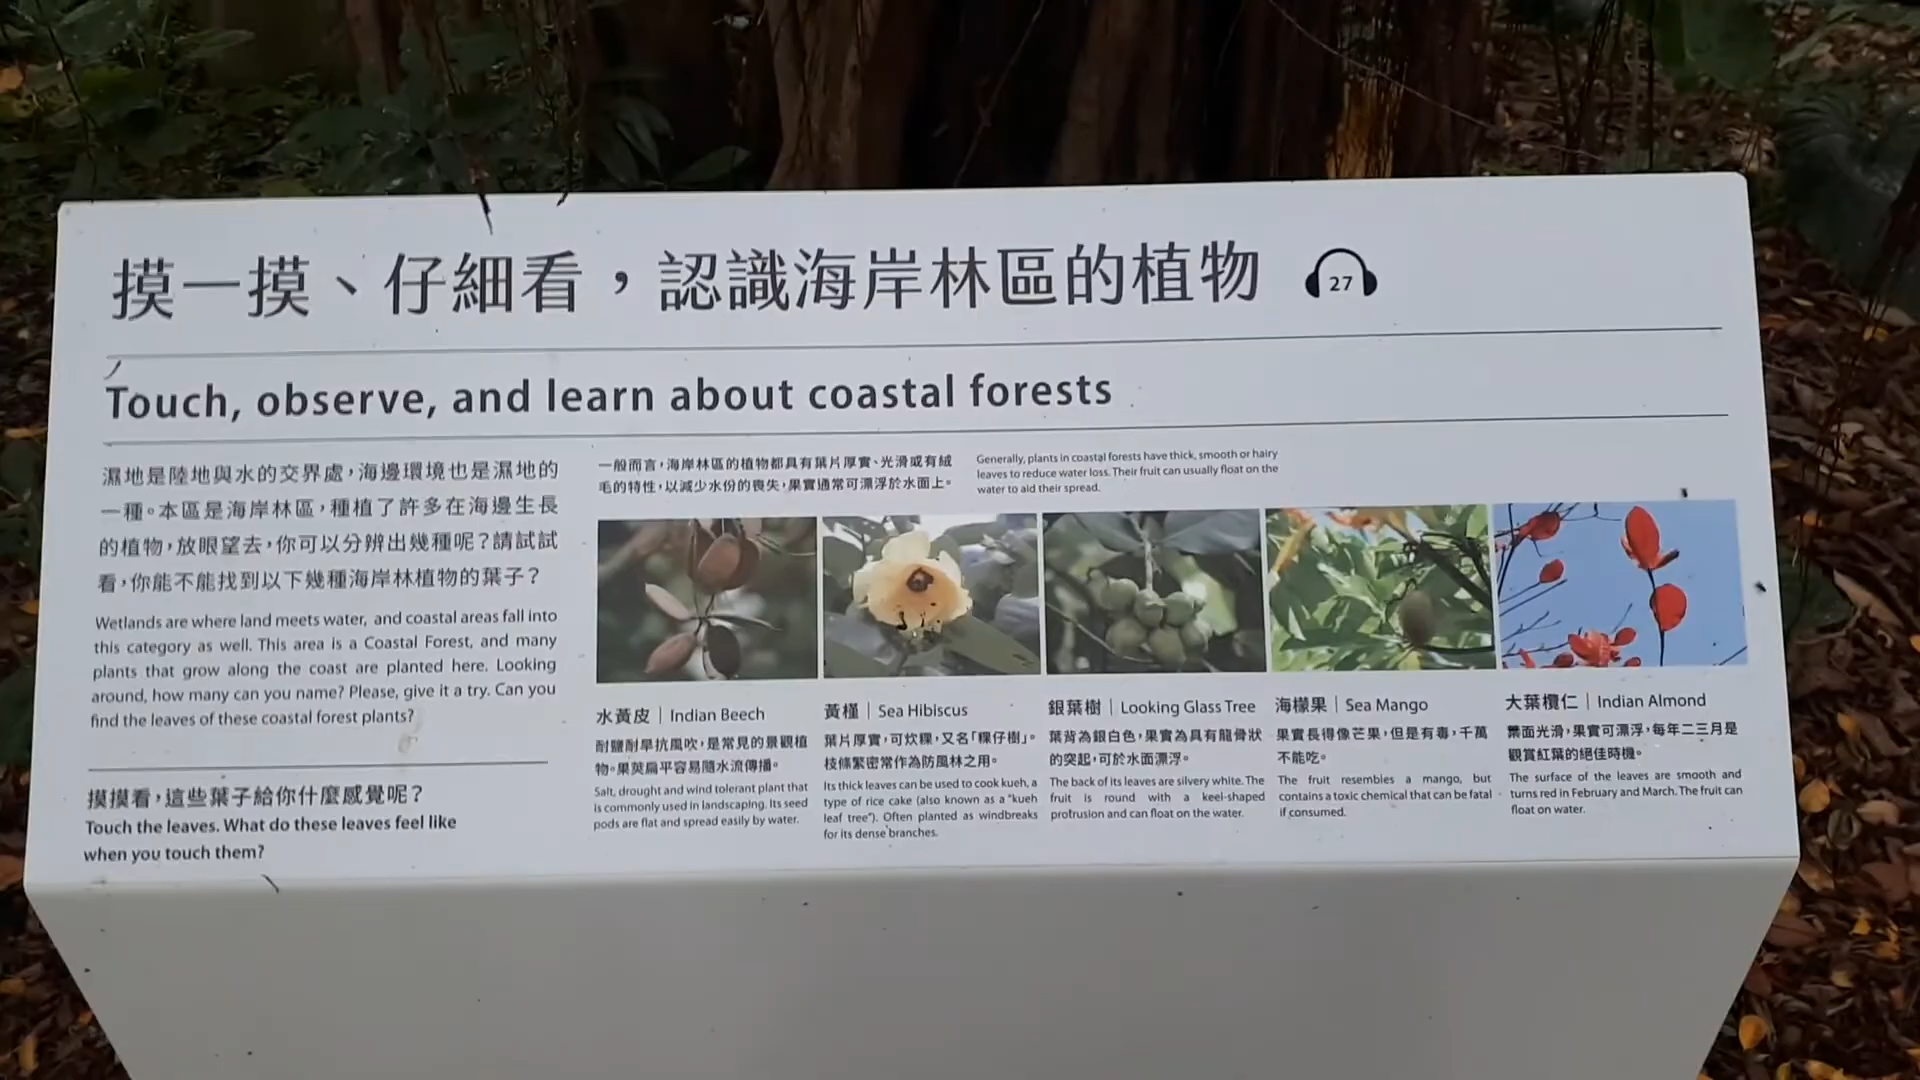 摸一摸、仔細看，認識海岸林區的植物
27
Touch, observe, and learn about coastal forests
濕地是陸地與水的交界處，海邊環境也是濕地的
一種。本區是海岸林區，種植了許多在海邊生長
的植物，放眼望去，你可以分辨出幾種呢？請試試
看，你能不能找到以下幾種海岸林植物的葉子？
Wetlands are where land meets water, and coastal areas fall into
this category as well. This area is a Coastal Forest, and many
plants that grow along the coast are planted here. Looking
around, how many can you name? Please, give it a try. Can you
find the leaves of these coastal forest plants?
摸摸看，這些葉子給你什麼感覺呢？
Touch the leaves. What do these leaves feel like
when you touch them?
一般而言，海岸林區的植物都具有葉片厚實、光滑或有絨
毛的特性，以減少水份的喪失，果實通常可漂浮於水面上。
Generally, plants in coastal forests have thick, smooth or hairy
leaves to reduce water loss. Their fruit can usually float on the
water to aid their spread.
水黃皮｜Indian Beech
耐鹽耐旱抗風吹，是常見的景觀植
物。果莢扁平容易隨水流傳播。
Salt, drought and wind tolerant plant that
is commonly used in landscaping. Its seed
pods are flat and spread easily by water.
黃槿｜Sea Hibiscus
葉片厚實，可炊粿，又名「粿仔樹」。
枝條繁密常作為防風林之用。
Its thick leaves can be used to cook kueh, a
type of rice cake (also known as a "kueh
leaf tree"). Often planted as windbreaks
for its dense branches.
銀葉樹｜Looking Glass Tree
葉背為銀白色，果實為具有龍骨狀
的突起，可於水面漂浮。
The back of its leaves are silvery white. The
fruit is round with a keel-shaped
protrusion and can float on the water.
海檬果｜Sea Mango
果實長得像芒果，但是有毒，千萬
不能吃。
The fruit resembles a mango, but
contains a toxic chemical that can be fatal
if consumed.
大葉欖仁｜Indian Almond
葉面光滑，果實可漂浮，每年二三月是
觀賞紅葉的絕佳時機。
The surface of the leaves are smooth and
turns red in February and March. The fruit can
float on water.